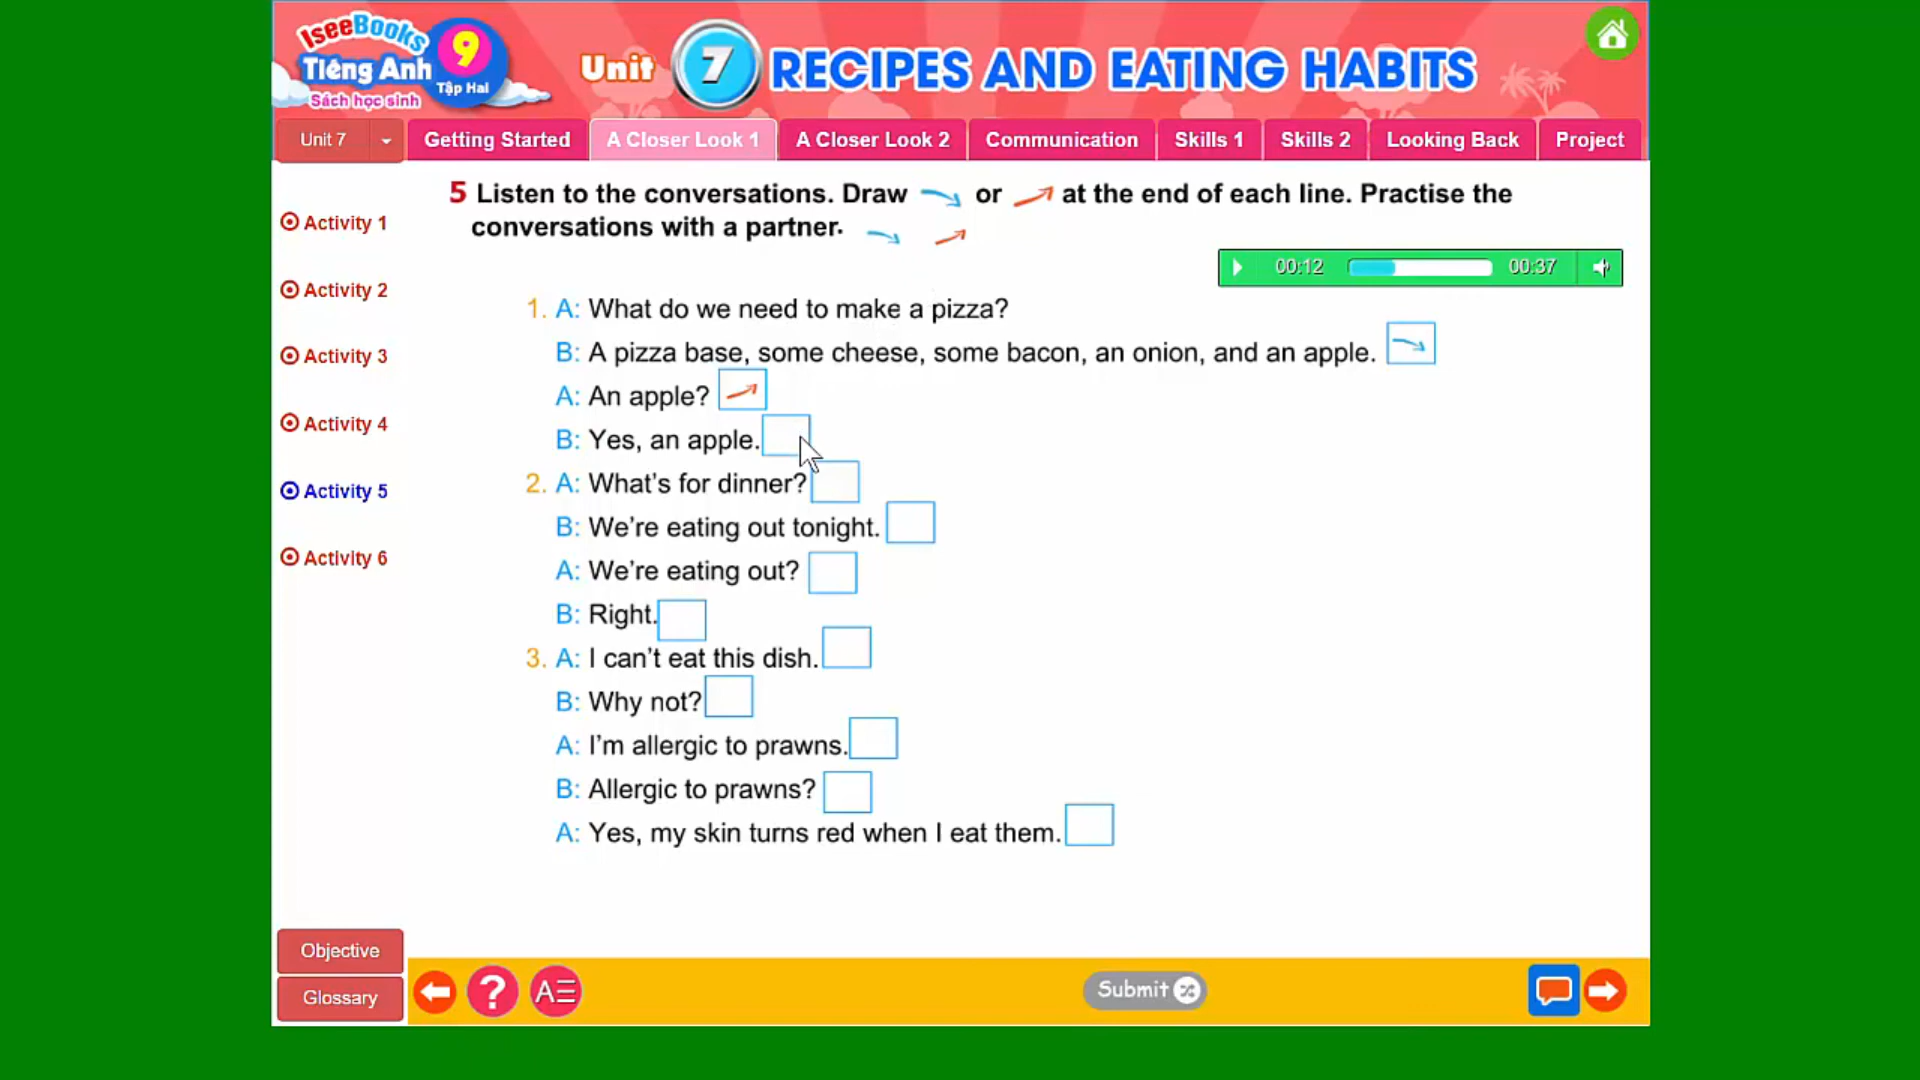 IseeBooks
Tiếng Anh 9
Tập Hai
Sách học sinh
Unit 7 RECIPES AND EATING HABITS
Unit 7
Getting Started
A Closer Look 1
A Closer Look 2
Communication
Skills 1
Skills 2
Looking Back
Project
Activity 1
Activity 2
Activity 3
Activity 4
Activity 5
Activity 6
5 Listen to the conversations. Draw or at the end of each line. Practise the
conversations with a partner.
00:12 00:37
1. A: What do we need to make a pizza?
B: A pizza base, some cheese, some bacon, an onion, and an apple.
A: An apple?
B: Yes, an apple.
2. A: What’s for dinner?
B: We’re eating out tonight.
A: We’re eating out?
B: Right.
3. A: I can’t eat this dish.
B: Why not?
A: I’m allergic to prawns.
B: Allergic to prawns?
A: Yes, my skin turns red when I eat them.
Objective
Glossary
?
A
Submit